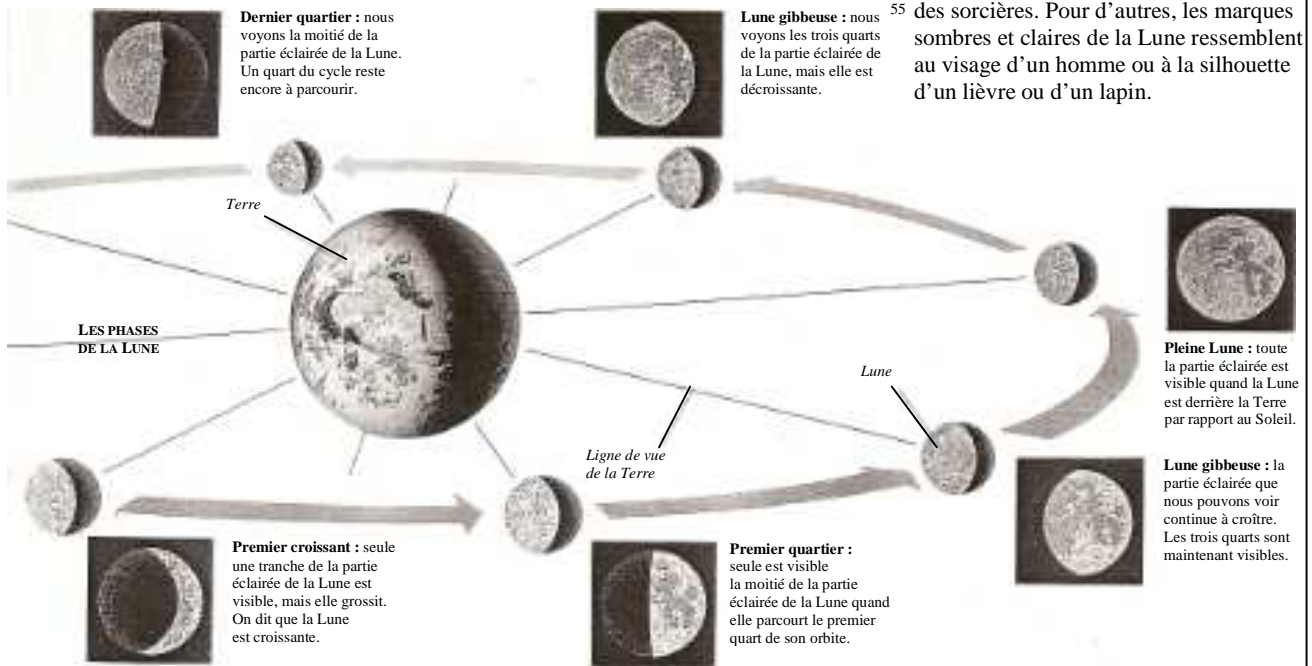 Dernier quartier : nous
voyons la moitié de la
partie éclairée de la Lune.
Un quart du cycle reste
encore à parcourir.
Lune gibbeuse : nous
voyons les trois quarts
de la partie éclairée de
la Lune, mais elle est
décroissante.
55 des sorcières. Pour d’autres, les marques
sombres et claires de la Lune ressemblent
au visage d’un homme ou à la silhouette
d’un lièvre ou d’un lapin.
Terre
LES PHASES
DE LA LUNE
Lune
Ligne de vue
de la Terre
Pleine Lune : toute
la partie éclairée est
visible quand la Lune
est derrière la Terre
par rapport au Soleil.
Lune gibbeuse : la
partie éclairée que
nous pouvons voir
continue à croître.
Les trois quarts sont
maintenant visibles.
Premier croissant : seule
une tranche de la partie
éclairée de la Lune est
visible, mais elle grossit.
On dit que la Lune
est croissante.
Premier quartier :
seule est visible
la moitié de la partie
éclairée de la Lune quand
elle parcourt le premier
quart de son orbite.